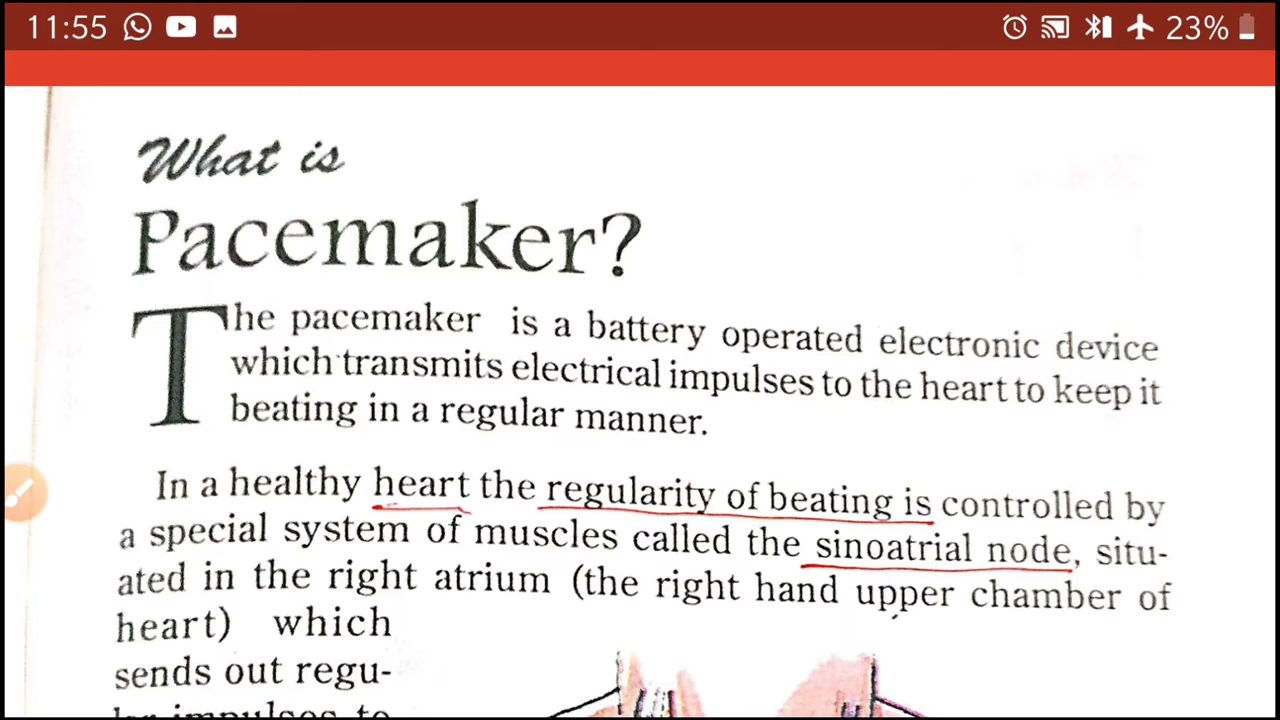 11:55 23%
What is
Pacemaker?
The pacemaker is a battery operated electronic device
which transmits electrical impulses to the heart to keep it
beating in a regular manner.
In a healthy heart the regularity of beating is controlled by
a special system of muscles called the sinoatrial node, situ-
ated in the right atrium (the right hand upper chamber of
heart) which
sends out regu-
lar impulses to